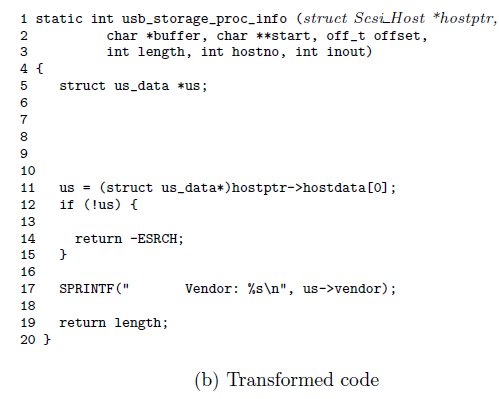 1 static int usb_storage_proc_info (struct Scsi_Host *hostptr,
2           char *buffer, char **start, off_t offset,
3           int length, int hostno, int inout)
4 {
5    struct us_data *us;
6
7
8
9
10
11   us = (struct us_data*)hostptr->hostdata[0];
12   if (!us) {
13
14     return -ESRCH;
15   }
16
17   SPRINTF("       Vendor: %s\n", us->vendor);
18
19   return length;
20 }
(b) Transformed code